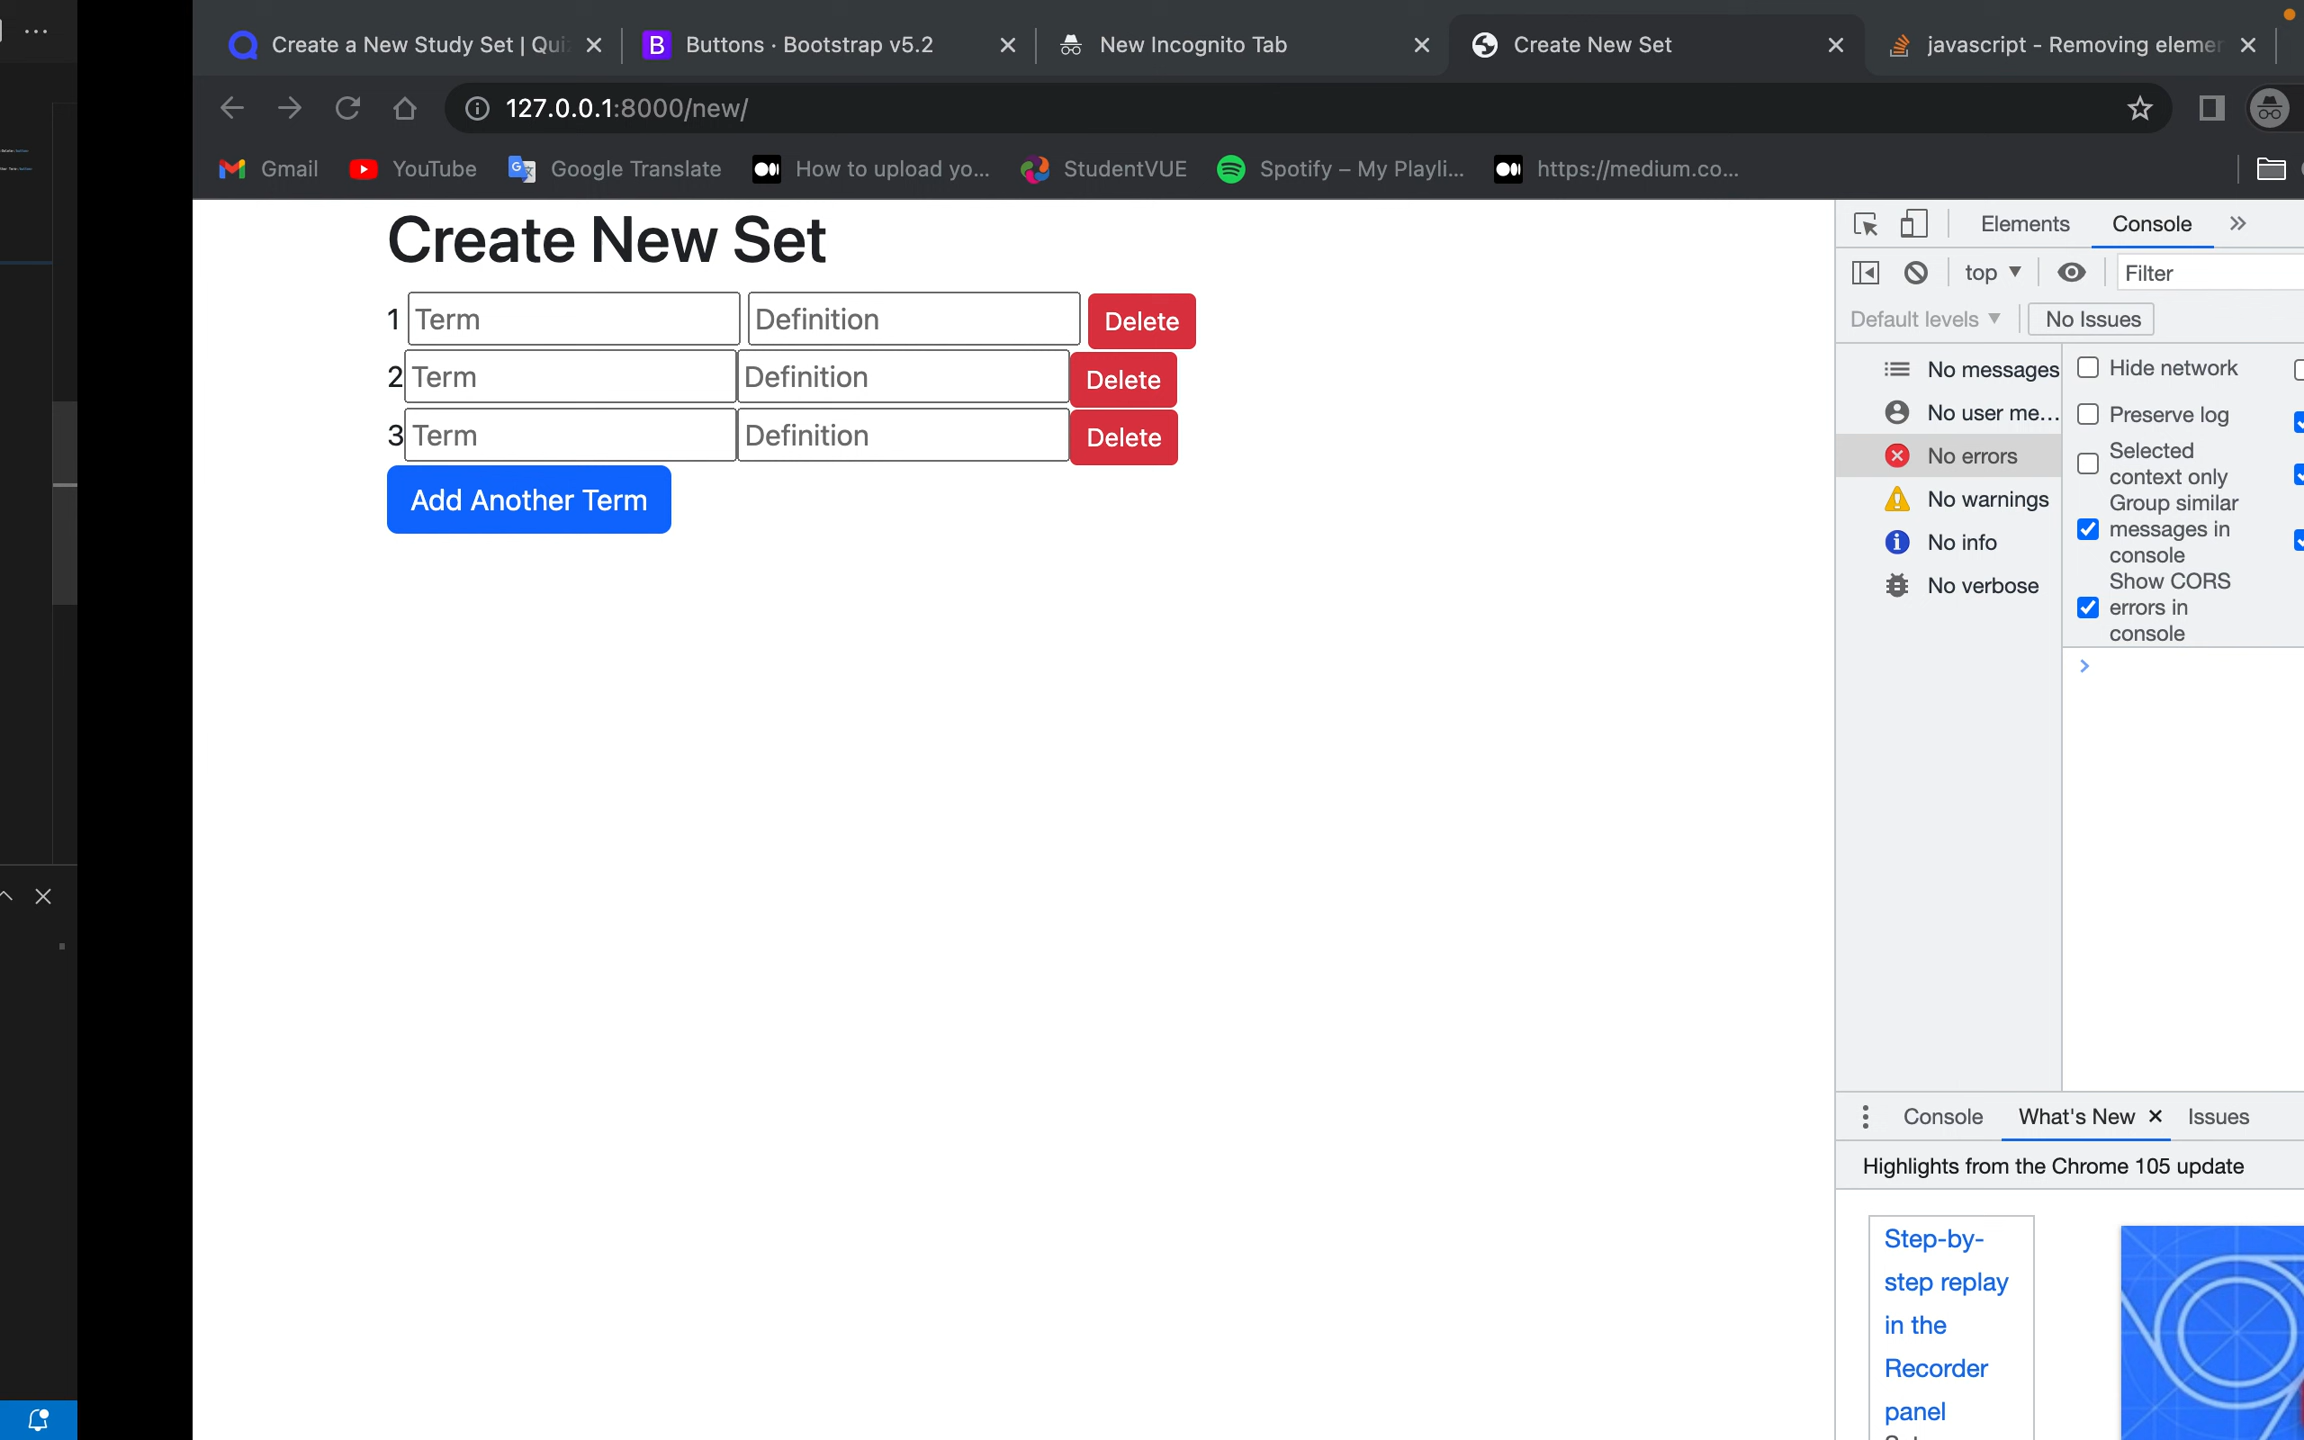 Create a New Study Set | Qui
Buttons · Bootstrap v5.2
New Incognito Tab
Create New Set
javascript - Removing elemer
127.0.0.1:8000/new/
Gmail
YouTube
Google Translate
How to upload yo...
StudentVUE
Spotify – My Playli...
https://medium.co...
Create New Set
1 Term Definition Delete
2 Term Definition Delete
3 Term Definition Delete
Add Another Term
Elements Console
top Filter
Default levels No Issues
No messages
No user me...
No errors
No warnings
No info
No verbose
Hide network
Preserve log
Selected
context only
Group similar
messages in
console
Show CORS
errors in
console
Console What's New Issues
Highlights from the Chrome 105 update
Step-by-
step replay
in the
Recorder
panel